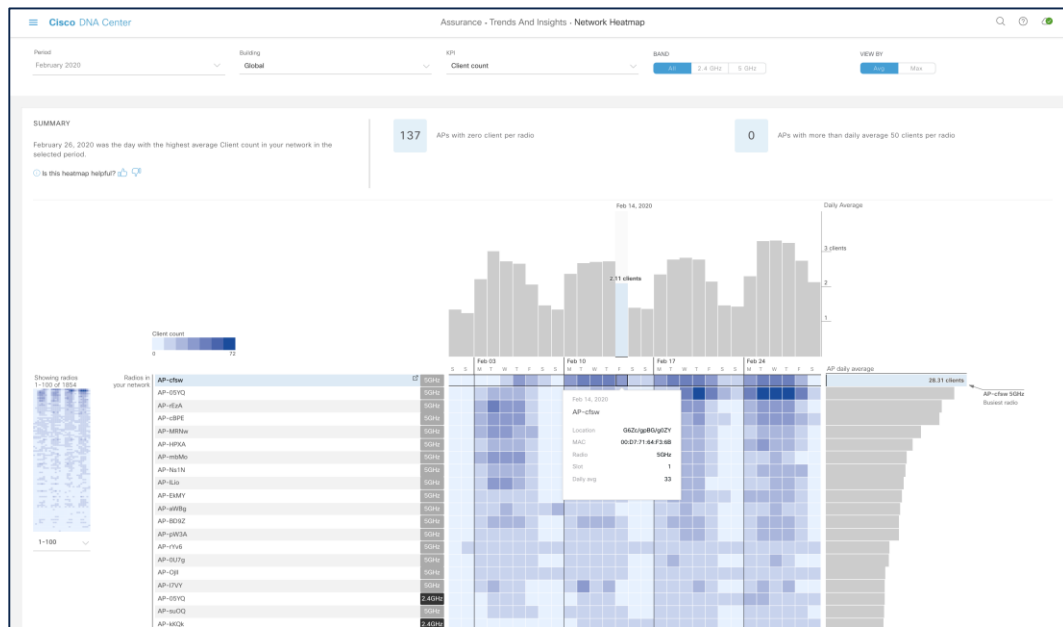 Cisco DNA Center
Assurance › Trends And Insights › Network Heatmap
Period
February 2020
Building
Global
KPI
Client count
BAND
All 2.4 GHz 5 GHz
VIEW BY
Avg Max
SUMMARY
February 26, 2020 was the day with the highest average Client count in your network in the
selected period.
Is this heatmap helpful?
137 APs with zero client per radio
0 APs with more than daily average 50 clients per radio
Feb 14, 2020
Daily Average
3 clients
2.11 clients
2
1
Client count
0 72
Feb 03 Feb 10 Feb 17 Feb 24
S S M T W T F S S M T W T F S S M T W T F S S M T W T F S
Showing radios
1-100 of 1854
1-100
Radios in
your network
AP daily average
AP-cfsw 5GHz
28.31 clients
AP-cfsw 5GHz
Busiest radio
AP-0SYQ 5GHz
AP-rEzA 5GHz
AP-cBPE 5GHz
AP-MRNw 5GHz
AP-HPXA 5GHz
AP-mbMo 5GHz
AP-Na1N 5GHz
5GHz
AP-EkMY 5GHz
AP-aWBg 5GHz
AP-BD9Z 5GHz
AP-pW3A 5GHz
AP-rYv6 5GHz
AP-0U7g 5GHz
5GHz
AP-I7VY 5GHz
AP-0SYQ 2.4GHz
AP-suOQ 5GHz
AP-kKQk 2.4GHz
Feb 14, 2020
AP-cfsw
Location G6Zc/gpBG/g0ZY
MAC 00:D7:71:64:F3:6B
Radio 5GHz
Slot 1
Daily avg 33